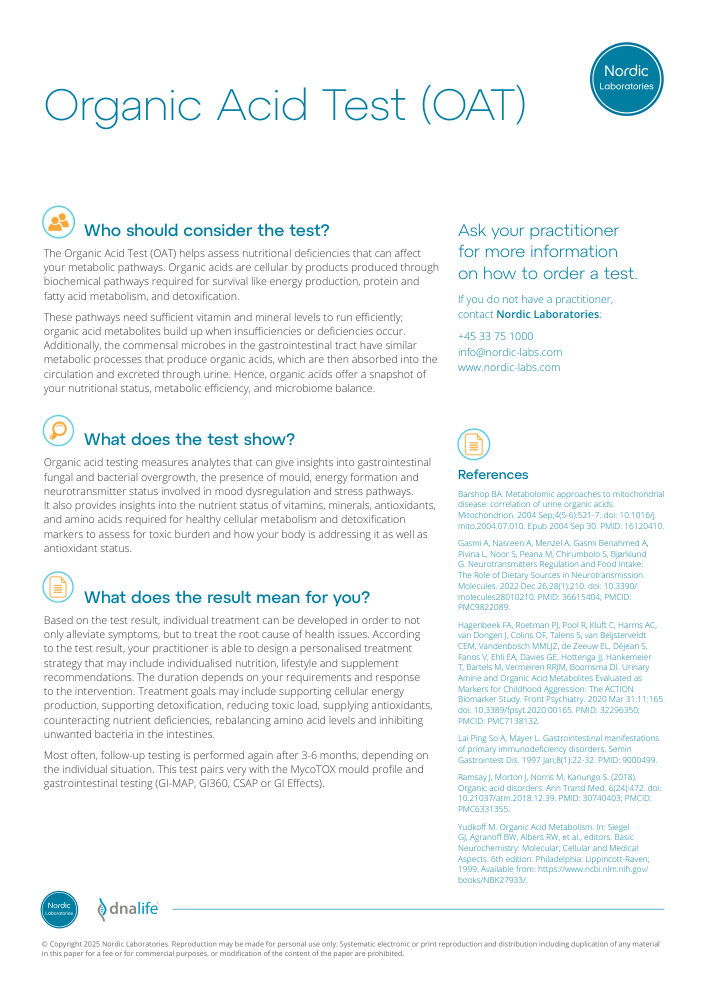 Nordic
Laboratories
Organic Acid Test (OAT)
Who should consider the test?
The Organic Acid Test (OAT) helps assess nutritional deficiencies that can affect
your metabolic pathways. Organic acids are cellular by products produced through
biochemical pathways required for survival like energy production, protein and
fatty acid metabolism, and detoxification.
These pathways need sufficient vitamin and mineral levels to run efficiently;
organic acid metabolites build up when insufficiencies or deficiencies occur.
Additionally, the commensal microbes in the gastrointestinal tract have similar
metabolic processes that produce organic acids, which are then absorbed into the
circulation and excreted through urine. Hence, organic acids offer a snapshot of
your nutritional status, metabolic efficiency, and microbiome balance.
What does the test show?
Organic acid testing measures analytes that can give insights into gastrointestinal
fungal and bacterial overgrowth, the presence of mould, energy formation and
neurotransmitter status involved in mood dysregulation and stress pathways.
It also provides insights into the nutrient status of vitamins, minerals, antioxidants,
and amino acids required for healthy cellular metabolism and detoxification
markers to assess for toxic burden and how your body is addressing it as well as
antioxidant status.
What does the result mean for you?
Based on the test result, individual treatment can be developed in order to not
only alleviate symptoms, but to treat the root cause of health issues. According
to the test result, your practitioner is able to design a personalised treatment
strategy that may include individualised nutrition, lifestyle and supplement
recommendations. The duration depends on your requirements and response
to the intervention. Treatment goals may include supporting cellular energy
production, supporting detoxification, reducing toxic load, supplying antioxidants,
counteracting nutrient deficiencies, rebalancing amino acid levels and inhibiting
unwanted bacteria in the intestines.
Most often, follow-up testing is performed again after 3-6 months, depending on
the individual situation. This test pairs very with the MycoTOX mould profile and
gastrointestinal testing (GI-MAP, GI360, CSAP or GI Effects).
Ask your practitioner
for more information
on how to order a test.
If you do not have a practitioner,
contact Nordic Laboratories:
+45 33 75 1000
info@nordic-labs.com
www.nordic-labs.com
References
Barshop BA. Metabolomic approaches to mitochondrial
disease: correlation of urine organic acids.
Mitochondrion. 2004 Sep;4(5-6):521-7. doi: 10.1016/j.
mito.2004.07.010. Epub 2004 Sep 30. PMID: 16120410.
Gasmi A, Nasreen A, Menzel A, Gasmi Benahmed A,
Pivina L, Noor S, Peana M, Chirumbolo S, Bjørklund
G. Neurotransmitters Regulation and Food Intake:
The Role of Dietary Sources in Neurotransmission.
Molecules. 2022 Dec 26;28(1):210. doi: 10.3390/
molecules28010210. PMID: 36615404; PMCID:
PMC9822089.
Hagenbeek FA, Roetman PJ, Pool R, Kluft C, Harms AC,
van Dongen J, Colins OF, Talens S, van Beijsterveldt
CEM, Vandenbosch MMLJZ, de Zeeuw EL, Déjean S,
Fanos V, Ehli EA, Davies GE, Hottenga JJ, Hankemeier
T, Bartels M, Vermeiren RRJM, Boomsma DI. Urinary
Amine and Organic Acid Metabolites Evaluated as
Markers for Childhood Aggression: The ACTION
Biomarker Study. Front Psychiatry. 2020 Mar 31;11:165.
doi: 10.3389/fpsyt.2020.00165. PMID: 32296350;
PMCID: PMC7138132.
Lai Ping So A, Mayer L. Gastrointestinal manifestations
of primary immunodeficiency disorders. Semin
Gastrointest Dis. 1997 Jan;8(1):22-32. PMID: 9000499.
Ramsay J, Morton J, Norris M, Kanungo S. (2018).
Organic acid disorders. Ann Transl Med. 6(24):472. doi:
10.21037/atm.2018.12.39. PMID: 30740403; PMCID:
PMC6331355.
Yudkoff M. Organic Acid Metabolism. In: Siegel
GJ, Agranoff BW, Albers RW, et al., editors. Basic
Neurochemistry: Molecular, Cellular and Medical
Aspects. 6th edition. Philadelphia: Lippincott-Raven;
1999. Available from: https://www.ncbi.nlm.nih.gov/
books/NBK27933/.
Nordic
Laboratories
dnalife
© Copyright 2025 Nordic Laboratories. Reproduction may be made for personal use only. Systematic electronic or print reproduction and distribution including duplication of any material
in this paper for a fee or for commercial purposes, or modification of the content of the paper are prohibited.